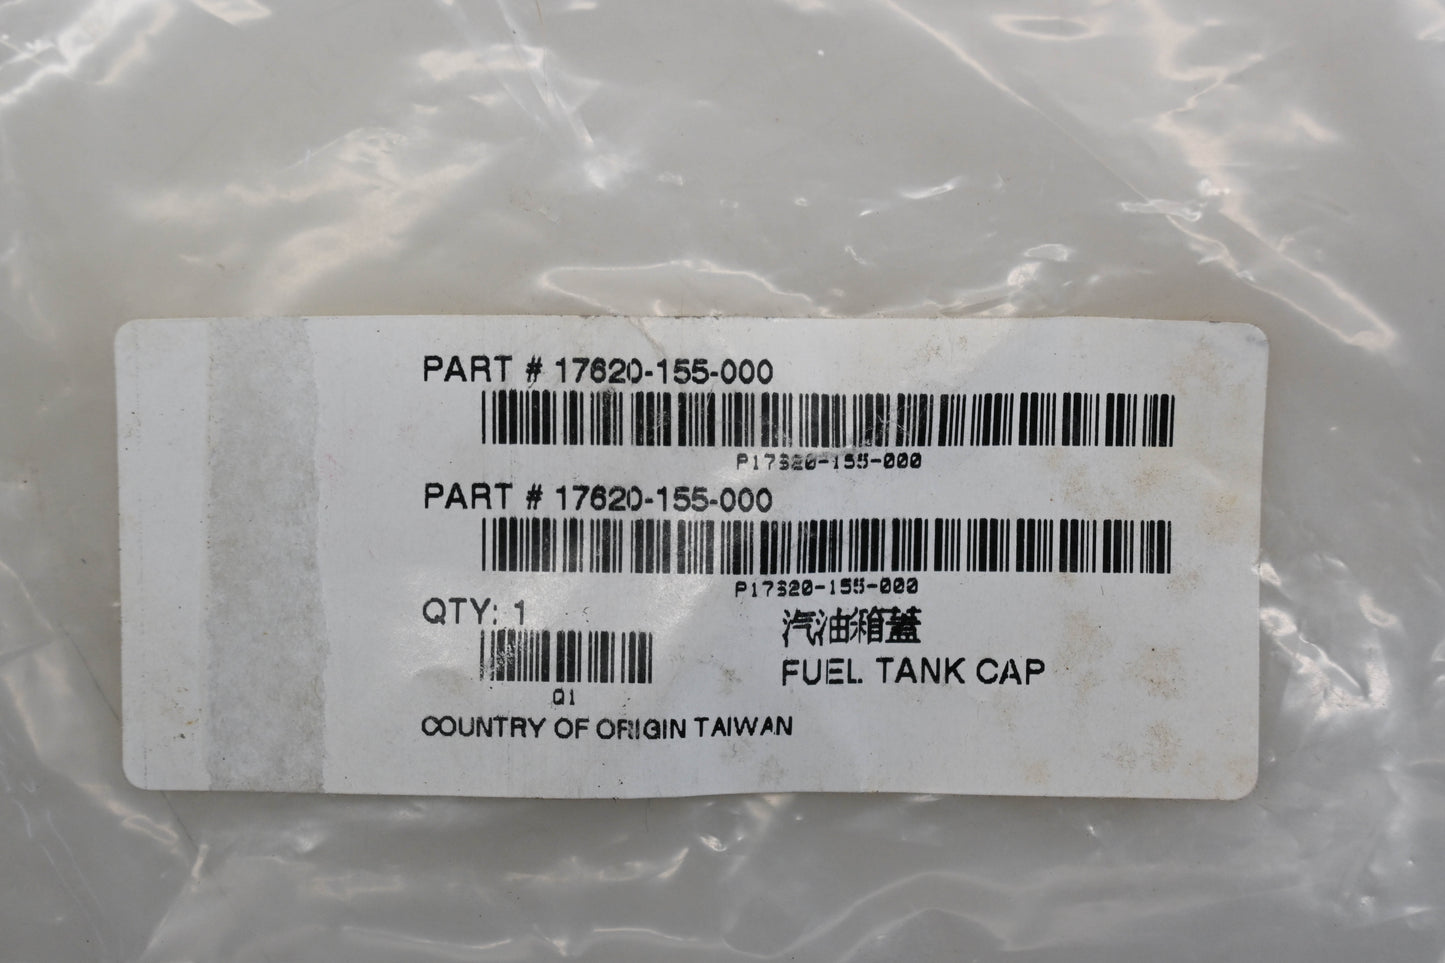 PART # 17620-155-000
P17620-155-000
PART # 17620-155-000
P17620-155-000
QTY: 1
Q1
汽油箱蓋
FUEL TANK CAP
COUNTRY OF ORIGIN TAIWAN